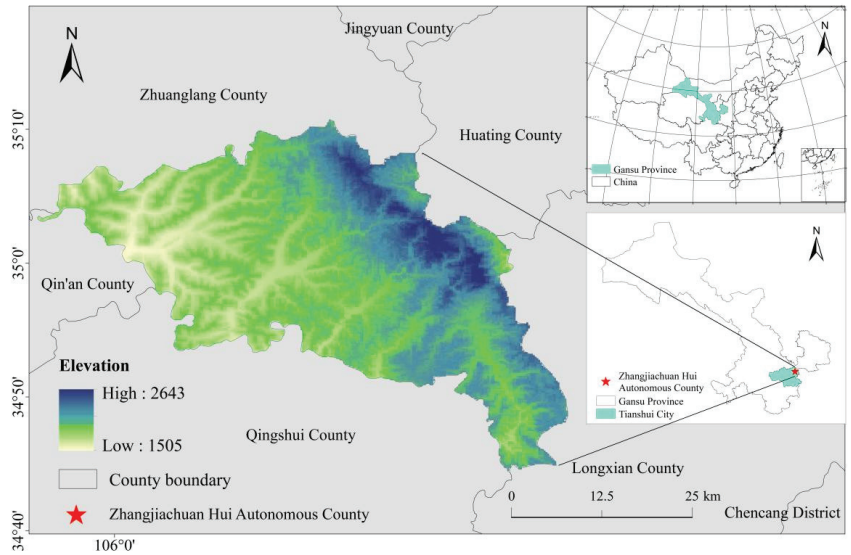 N
Jingyuan County
Zhuanglang County
Huating County
35°10'
35°0'
34°50'
34°40'
Qin'an County
Elevation
High : 2643
Low : 1505
County boundary
Zhangjiachuan Hui Autonomous County
Qingshui County
Longxian County
0 12.5 25 km
Chencang District
106°0'
N
Gansu Province
China
N
Zhangjiachuan Hui
Autonomous County
Gansu Province
Tianshui City